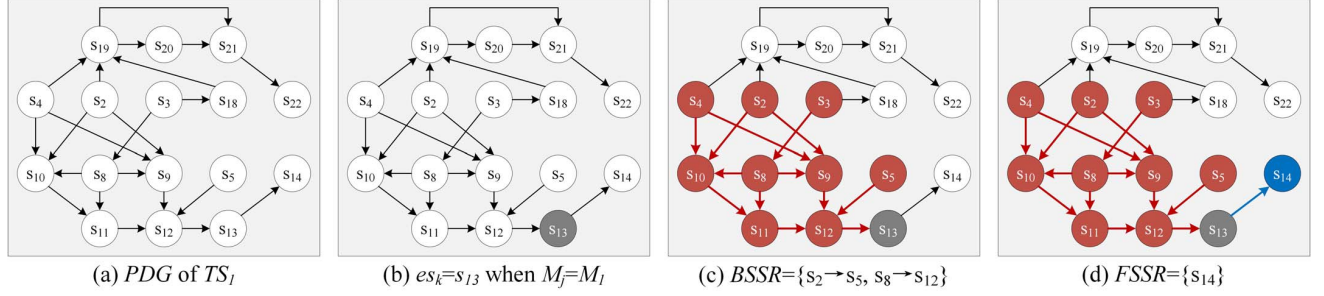 s19 s20 s21
s4 s2 s3 s18 s22
s10 s8 s9 s5 s14
s11 s12 s13
(a) PDG of TS1
s19 s20 s21
s4 s2 s3 s18 s22
s10 s8 s9 s5 s14
s11 s12 s13
(b) esk=s13 when Mj=M1
s19 s20 s21
s4 s2 s3 s18 s22
s10 s8 s9 s5 s14
s11 s12 s13
(c) BSSR={s2→s5, s8→s12}
s19 s20 s21
s4 s2 s3 s18 s22
s10 s8 s9 s5 s14
s11 s12 s13
(d) FSSR={s14}